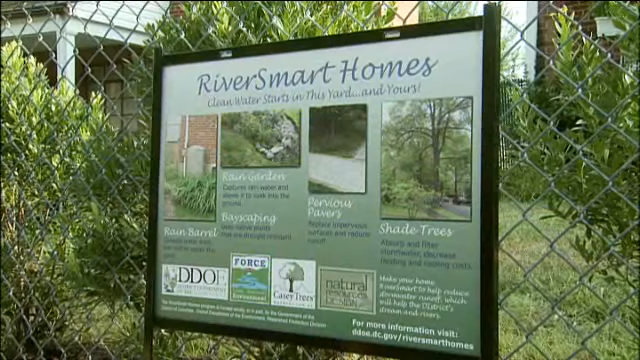 RiverSmart Homes
Clean Water Starts in This Yard...and Yours!
Rain Barrel
Rain Garden
Captures rain water and
allows it to soak into the
ground.
Bayscaping
Uses native plants
that are drought resistant.
Pervious
Pavers
Replace impervious
surfaces and reduce
runoff.
Shade Trees
Absorb and filter
stormwater, decrease
heating and cooling costs.
DDOE
FORCE
Casey Trees
natural
resources
DESIGN
Make your home
RiverSmart to help reduce
stormwater runoff, which
will help the District's
stream and rivers.
For more information visit:
ddoe.dc.gov/riversmarthomes